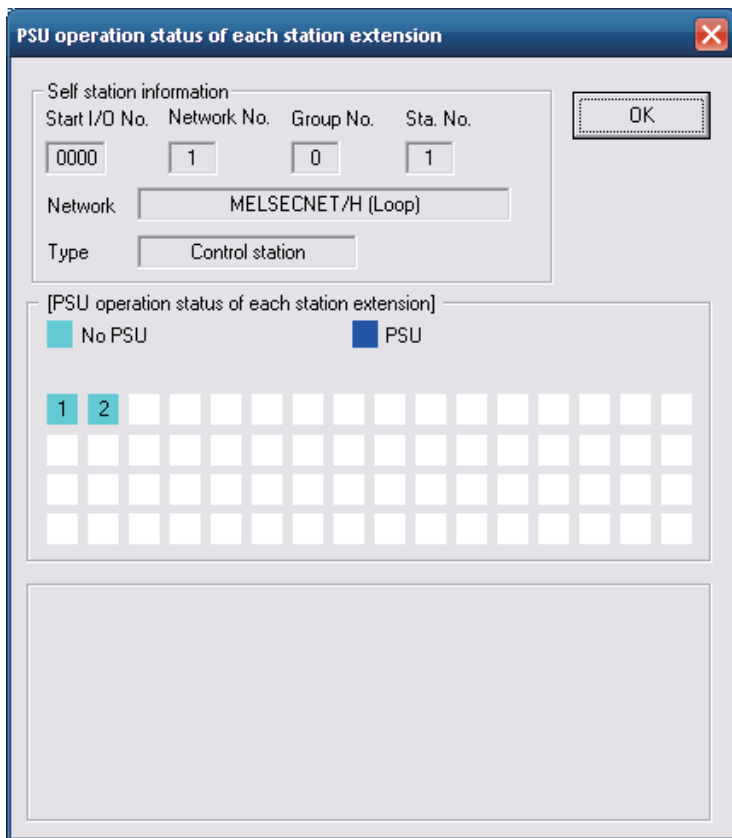 PSU operation status of each station extension
Self station information
Start I/O No. Network No. Group No. Sta. No.
OK
0000 1 0 1
Network MELSECNET/H (Loop)
Type Control station
[PSU operation status of each station extension]
No PSU PSU
1 2